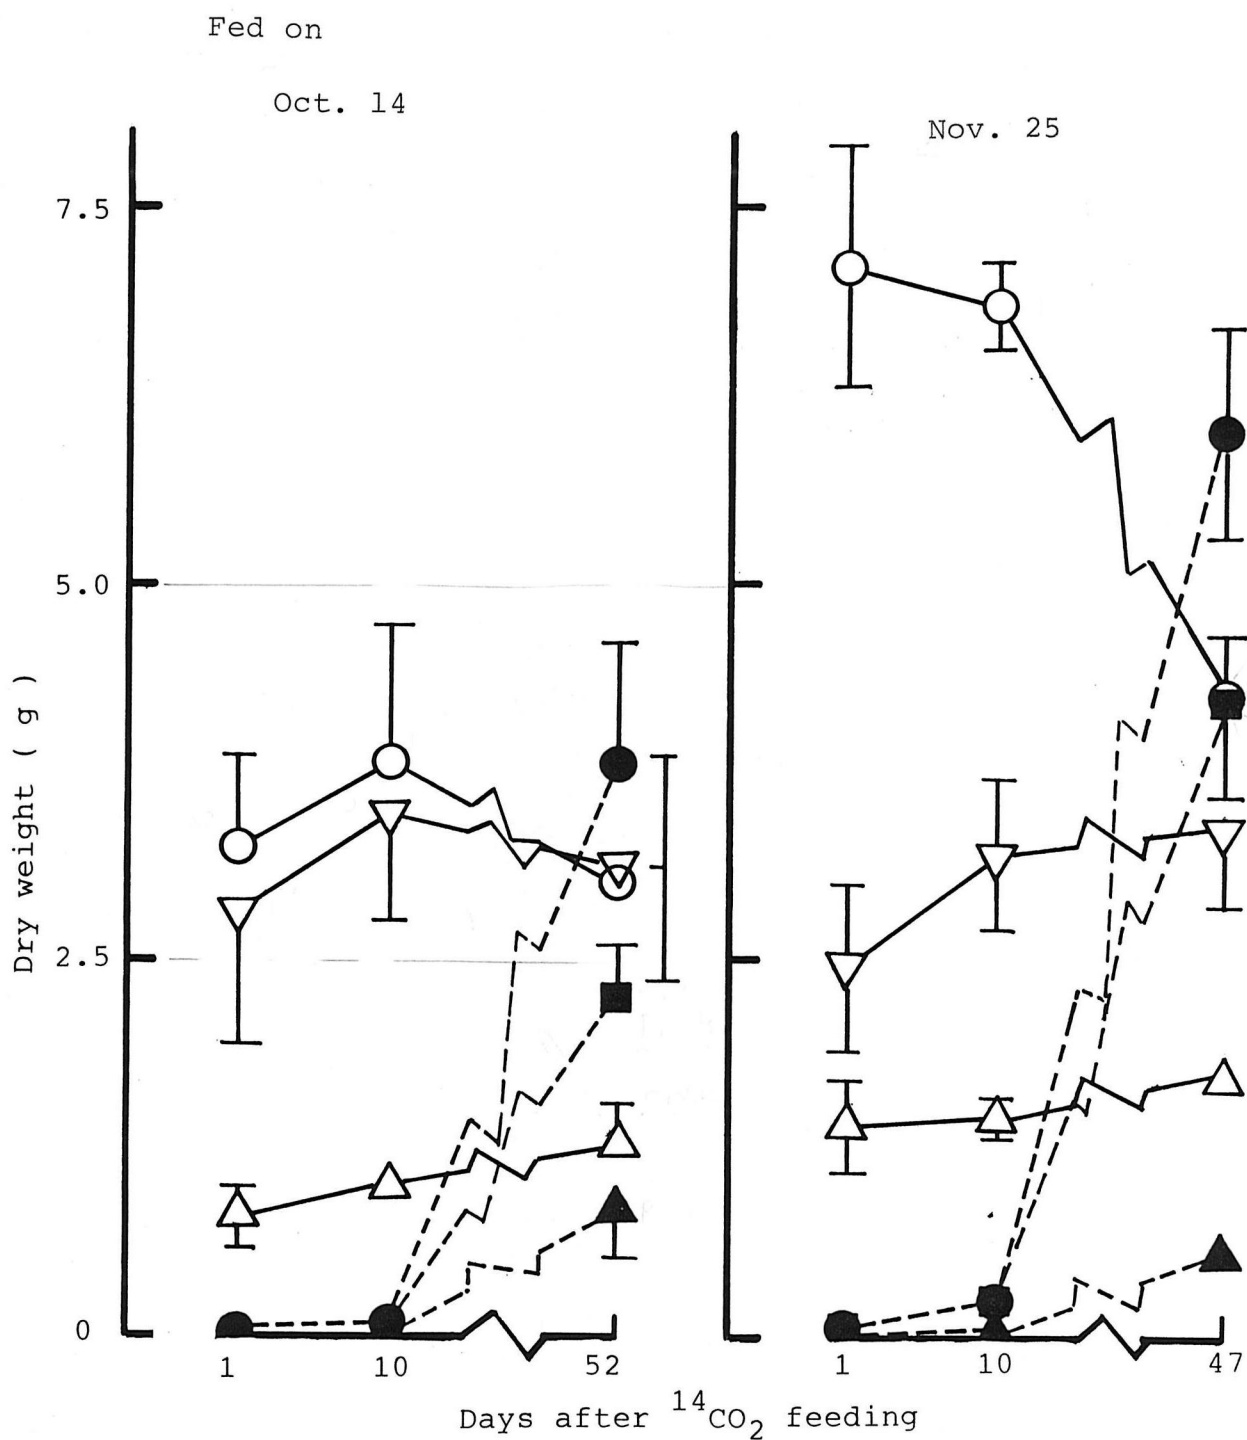 Fed on
Oct. 14
Nov. 25
7.5
5.0
2.5
0
Dry weight ( g )
1 10 52
1 10 47
Days after 14CO2 feeding